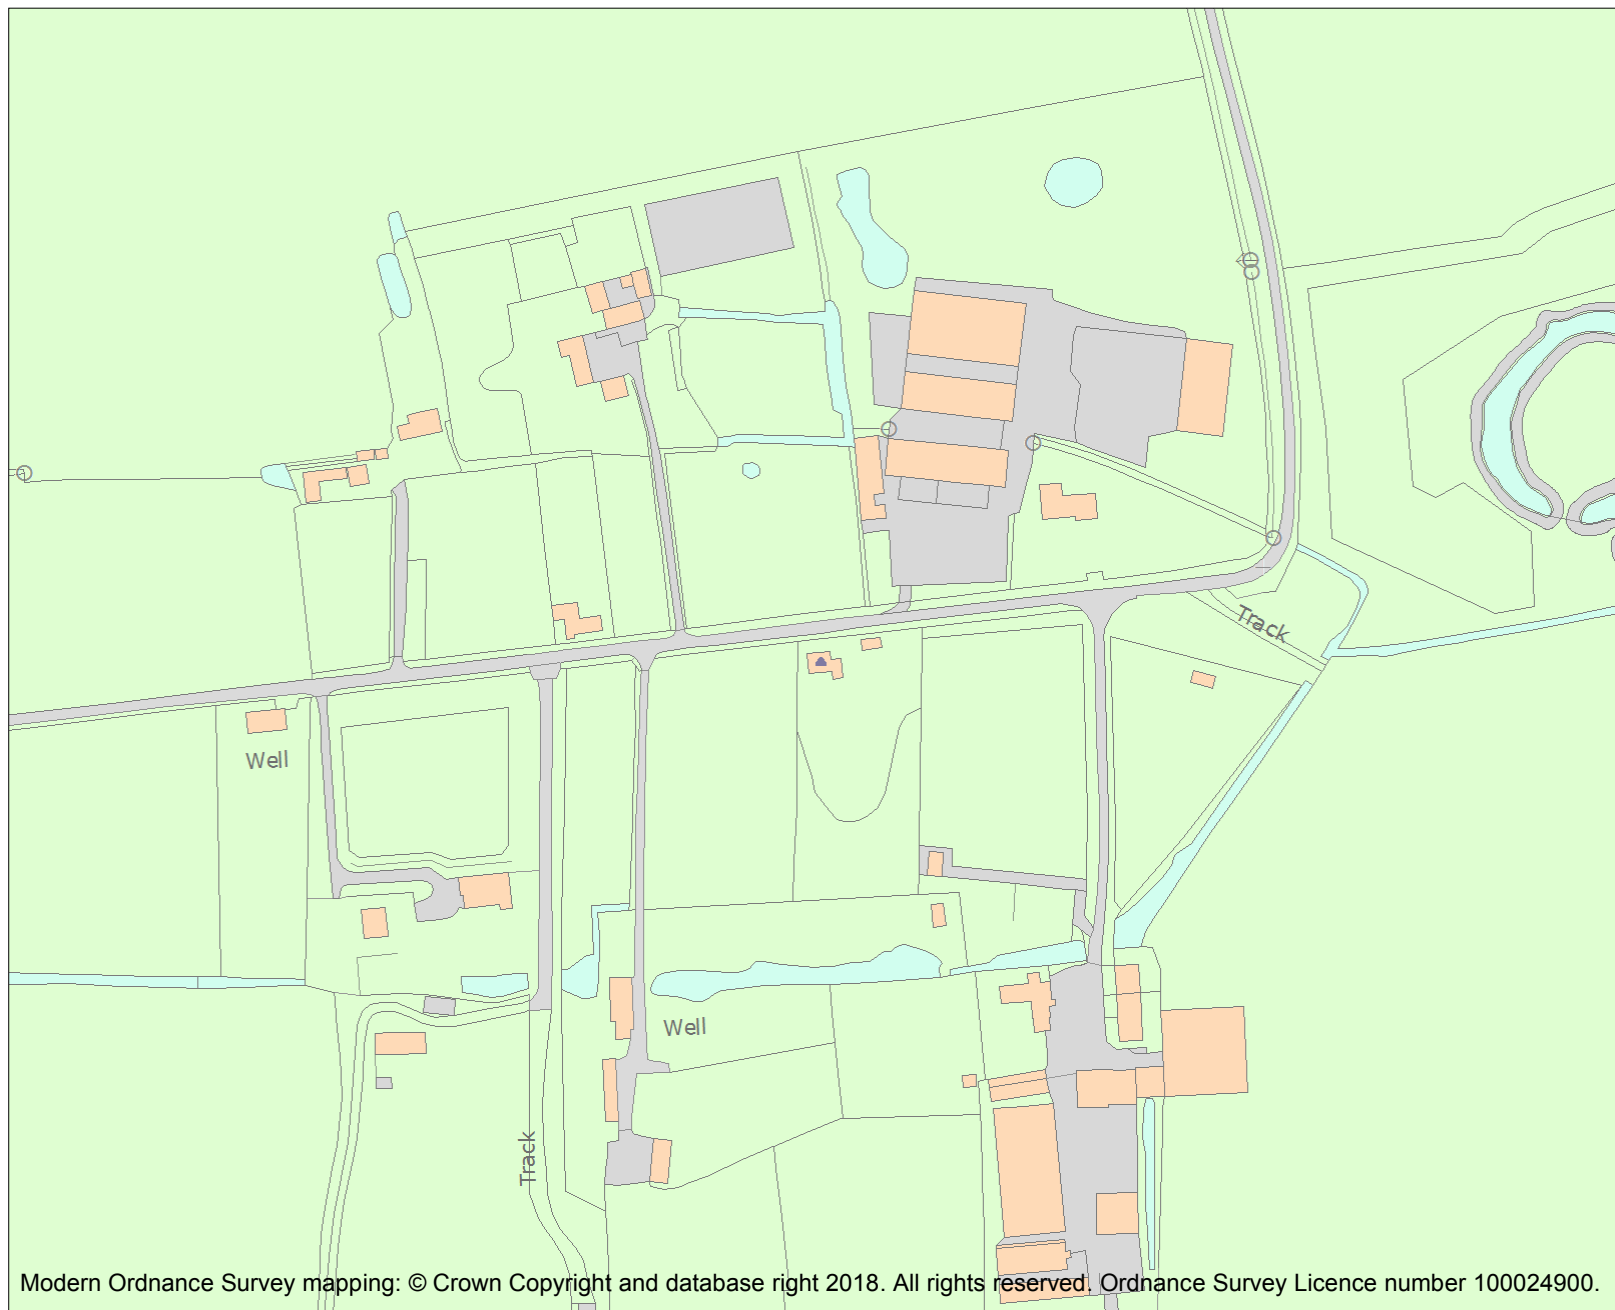 Track
Well
Well
Track
Modern Ordnance Survey mapping: © Crown Copyright and database right 2018. All rights reserved. Ordnance Survey Licence number 100024900.